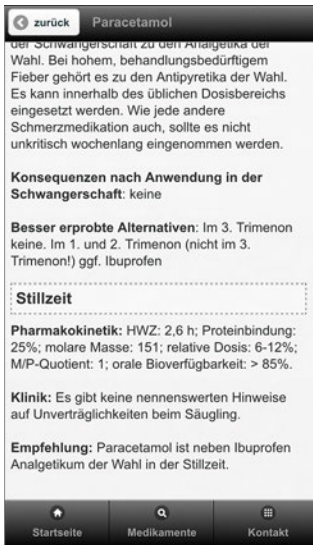 zurück Paracetamol
der Schwangerschaft zu den Analgetika der
Wahl. Bei hohem, behandlungsbedürftigem
Fieber gehört es zu den Antipyretika der Wahl.
Es kann innerhalb des üblichen Dosisbereichs
eingesetzt werden. Wie jede andere
Schmerzmedikation auch, sollte es nicht
unkritisch wochenlang eingenommen werden.
Konsequenzen nach Anwendung in der
Schwangerschaft: keine
Besser erprobte Alternativen: Im 3. Trimenon
keine. Im 1. und 2. Trimenon (nicht im 3.
Trimenon!) ggf. Ibuprofen
Stillzeit
Pharmakokinetik: HWZ: 2,6 h; Proteinbindung:
25%; molare Masse: 151; relative Dosis: 6-12%;
M/P-Quotient: 1; orale Bioverfügbarkeit: > 85%.
Klinik: Es gibt keine nennenswerten Hinweise
auf Unverträglichkeiten beim Säugling.
Empfehlung: Paracetamol ist neben Ibuprofen
Analgetikum der Wahl in der Stillzeit.
Startseite Medikamente Kontakt